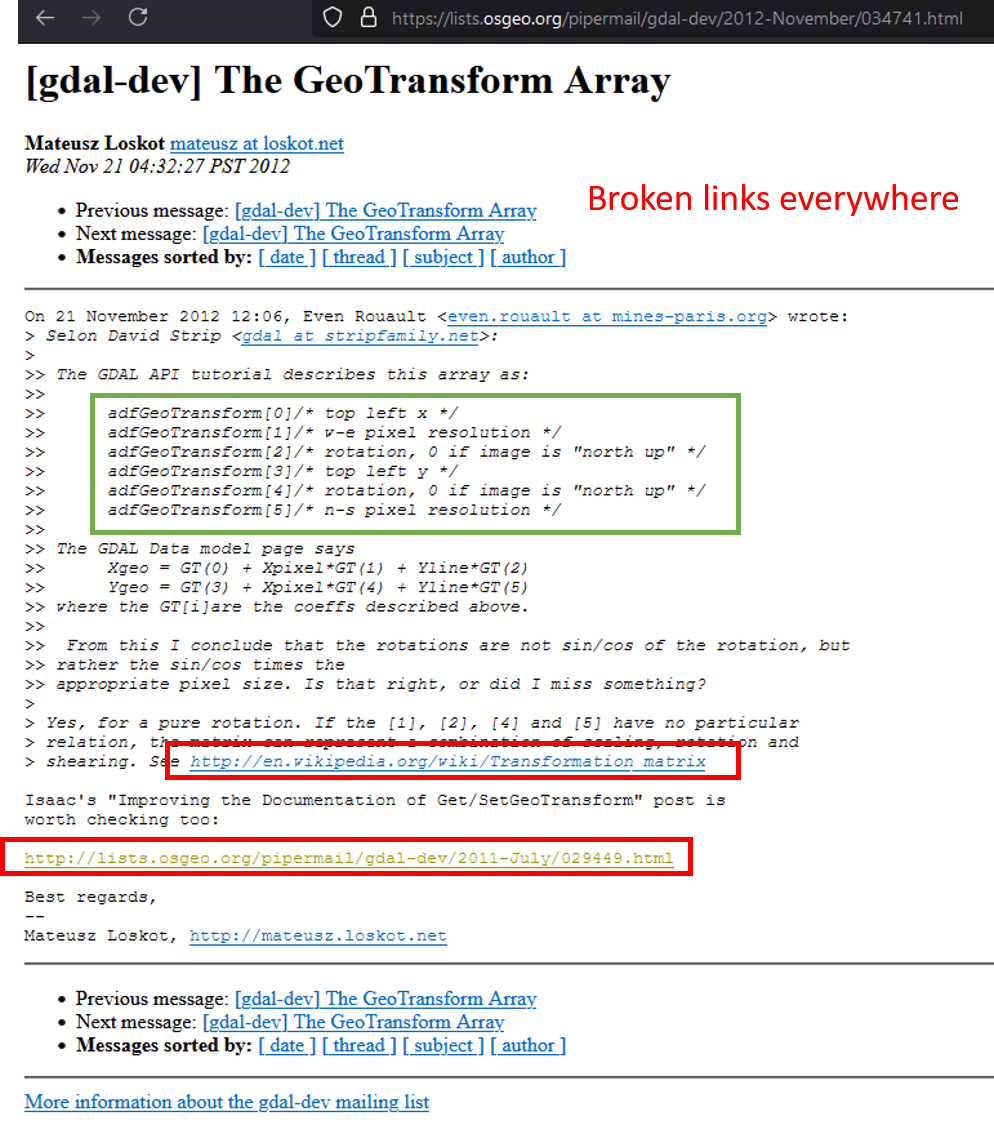 https://lists.osgeo.org/pipermail/gdal-dev/2012-November/034741.html
[gdal-dev] The GeoTransform Array
Mateusz Loskot mateusz at loskot.net
Wed Nov 21 04:32:27 PST 2012
Broken links everywhere
• Previous message: [gdal-dev] The GeoTransform Array
• Next message: [gdal-dev] The GeoTransform Array
• Messages sorted by: [ date ] [ thread ] [ subject ] [ author ]
On 21 November 2012 12:06, Even Rouault <even.rouault at mines-paris.org> wrote:
> Selon David Strip <gdal at stripfamily.net>:
>
>> The GDAL API tutorial describes this array as:
>>
>> adfGeoTransform[0]/* top left x */
>> adfGeoTransform[1]/* w-e pixel resolution */
>> adfGeoTransform[2]/* rotation, 0 if image is "north up" */
>> adfGeoTransform[3]/* top left y */
>> adfGeoTransform[4]/* rotation, 0 if image is "north up" */
>> adfGeoTransform[5]/* n-s pixel resolution */
>>
>> The GDAL Data model page says
>> Xgeo = GT(0) + Xpixel*GT(1) + Yline*GT(2)
>> Ygeo = GT(3) + Xpixel*GT(4) + Yline*GT(5)
>> where the GT[i]are the coeffs described above.
>>
>> From this I conclude that the rotations are not sin/cos of the rotation, but
>> rather the sin/cos times the
>> appropriate pixel size. Is that right, or did I miss something?
>
> Yes, for a pure rotation. If the [1], [2], [4] and [5] have no particular
> relation, the matrix can represent a combination of scaling, rotation and
> shearing. See http://en.wikipedia.org/wiki/Transformation_matrix
Isaac's "Improving the Documentation of Get/SetGeoTransform" post is
worth checking too:
http://lists.osgeo.org/pipermail/gdal-dev/2011-July/029449.html
Best regards,
--
Mateusz Loskot, http://mateusz.loskot.net
• Previous message: [gdal-dev] The GeoTransform Array
• Next message: [gdal-dev] The GeoTransform Array
• Messages sorted by: [ date ] [ thread ] [ subject ] [ author ]
More information about the gdal-dev mailing list